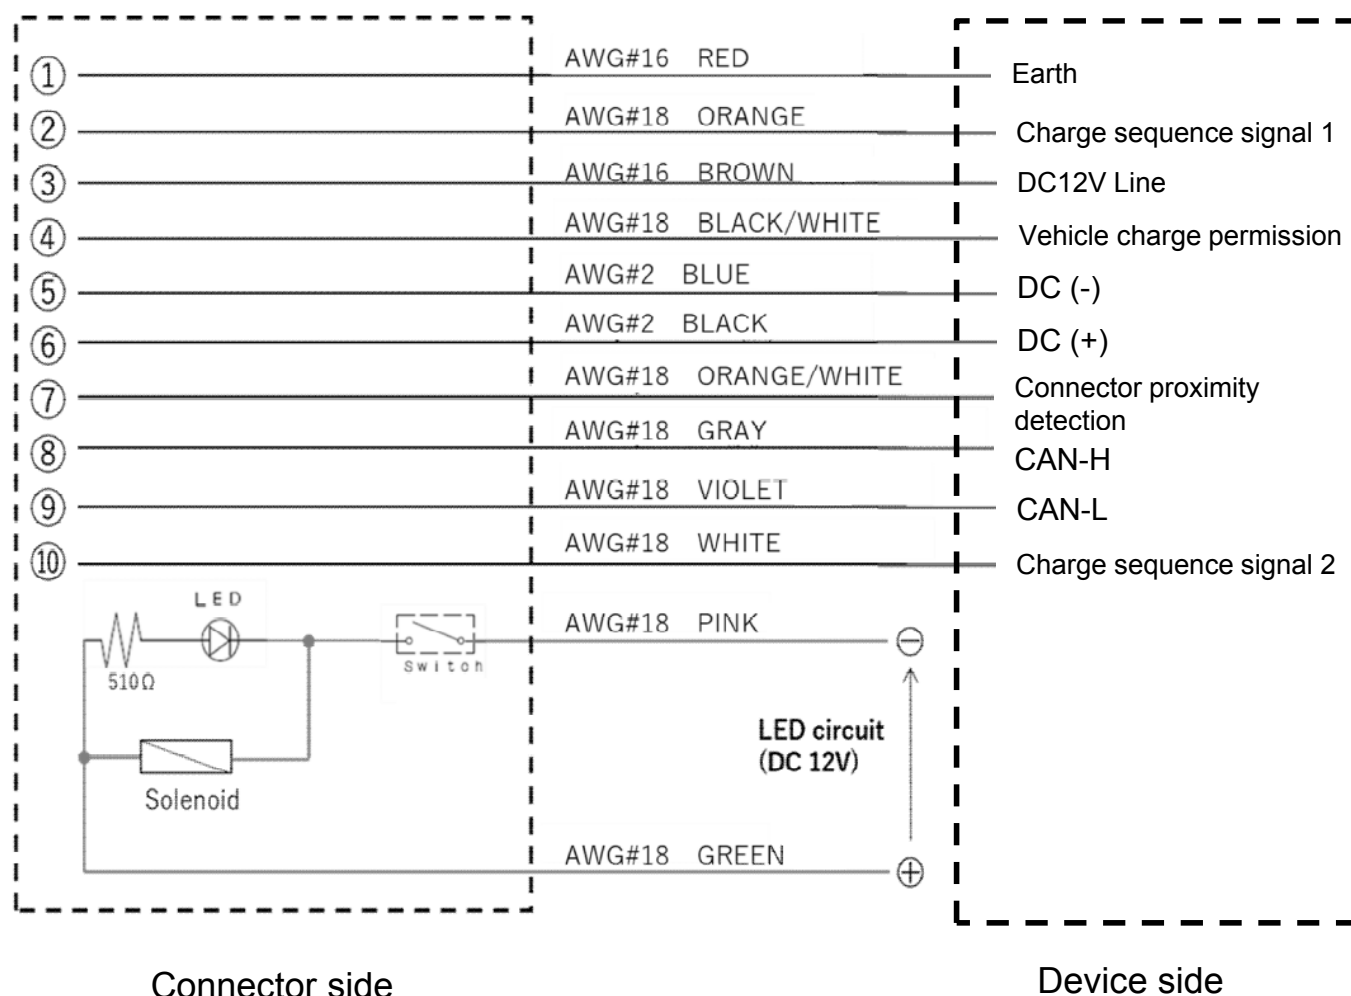 ① AWG#16 RED Earth
② AWG#18 ORANGE Charge sequence signal 1
③ AWG#16 BROWN DC12V Line
④ AWG#18 BLACK/WHITE Vehicle charge permission
⑤ AWG#2 BLUE DC (-)
⑥ AWG#2 BLACK DC (+)
⑦ AWG#18 ORANGE/WHITE Connector proximity
detection
⑧ AWG#18 GRAY CAN-H
⑨ AWG#18 VIOLET CAN-L
⑩ AWG#18 WHITE Charge sequence signal 2
LED
AWG#18 PINK ⊖
Switch
510Ω
LED circuit
(DC 12V)
Solenoid
AWG#18 GREEN ⊕
Connector side
Device side